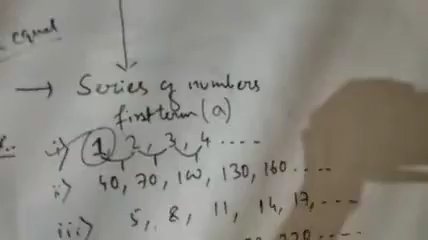 equal
→ Series of numbers
first term (a)
i) 1, 2, 3, 4 ....
ii) 40, 70, 100, 130, 160....
iii) 5, 8, 11, 14, 17, ....